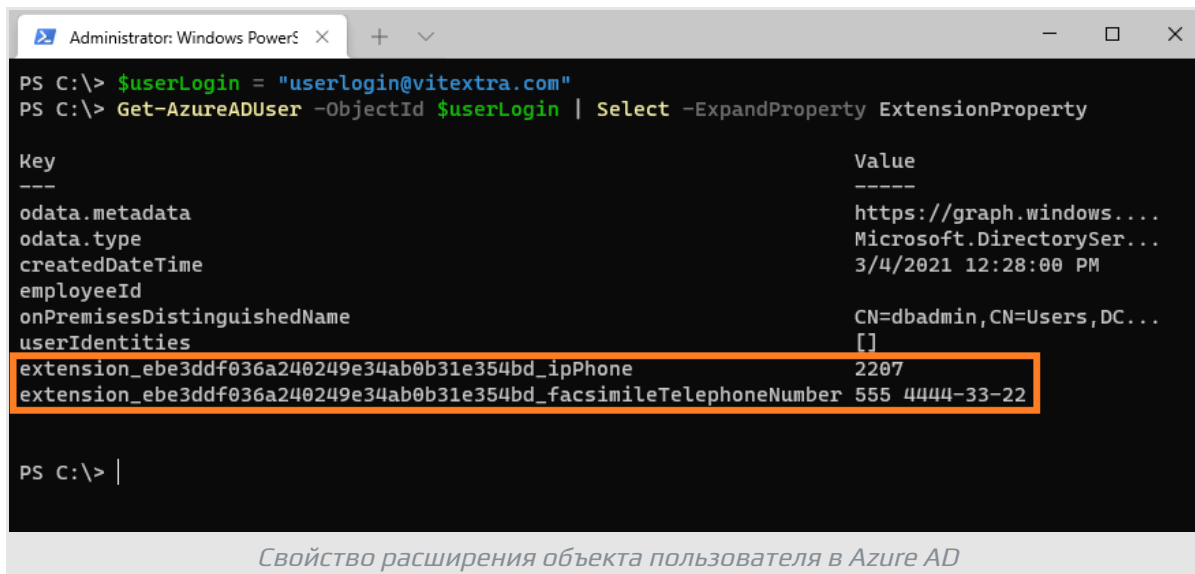 Administrator: Windows PowerS
PS C:\> $userLogin = "userlogin@vitextra.com"
PS C:\> Get-AzureADUser -ObjectId $userLogin | Select -ExpandProperty ExtensionProperty
Key Value
--- -----
odata.metadata https://graph.windows....
odata.type Microsoft.DirectorySer...
createdDateTime 3/4/2021 12:28:00 PM
employeeId
onPremisesDistinguishedName CN=dbadmin,CN=Users,DC...
userIdentities []
extension_ebe3ddf036a240249e34ab0b31e354bd_ipPhone 2207
extension_ebe3ddf036a240249e34ab0b31e354bd_facsimileTelephoneNumber 555 4444-33-22
PS C:\>
Свойство расширения объекта пользователя в Azure AD